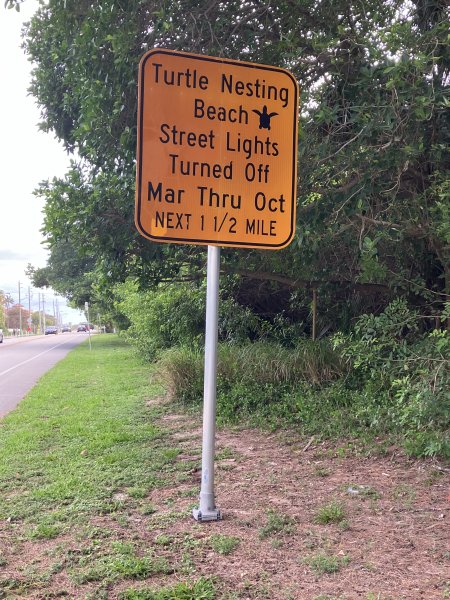 Turtle Nesting
Beach
Street Lights
Turned Off
Mar Thru Oct
NEXT 1 1/2 MILE